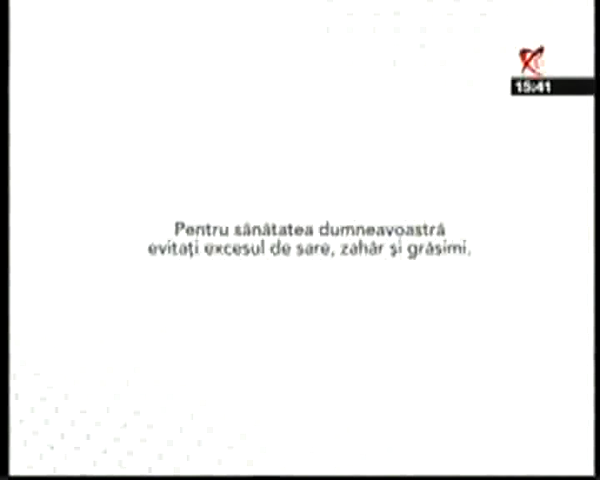 15:41
Pentru sănătatea dumneavoastră
evitați excesul de sare, zahăr și grăsimi.